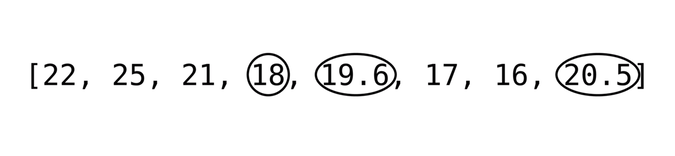 [22, 25, 21, 18, 19.6, 17, 16, 20.5]